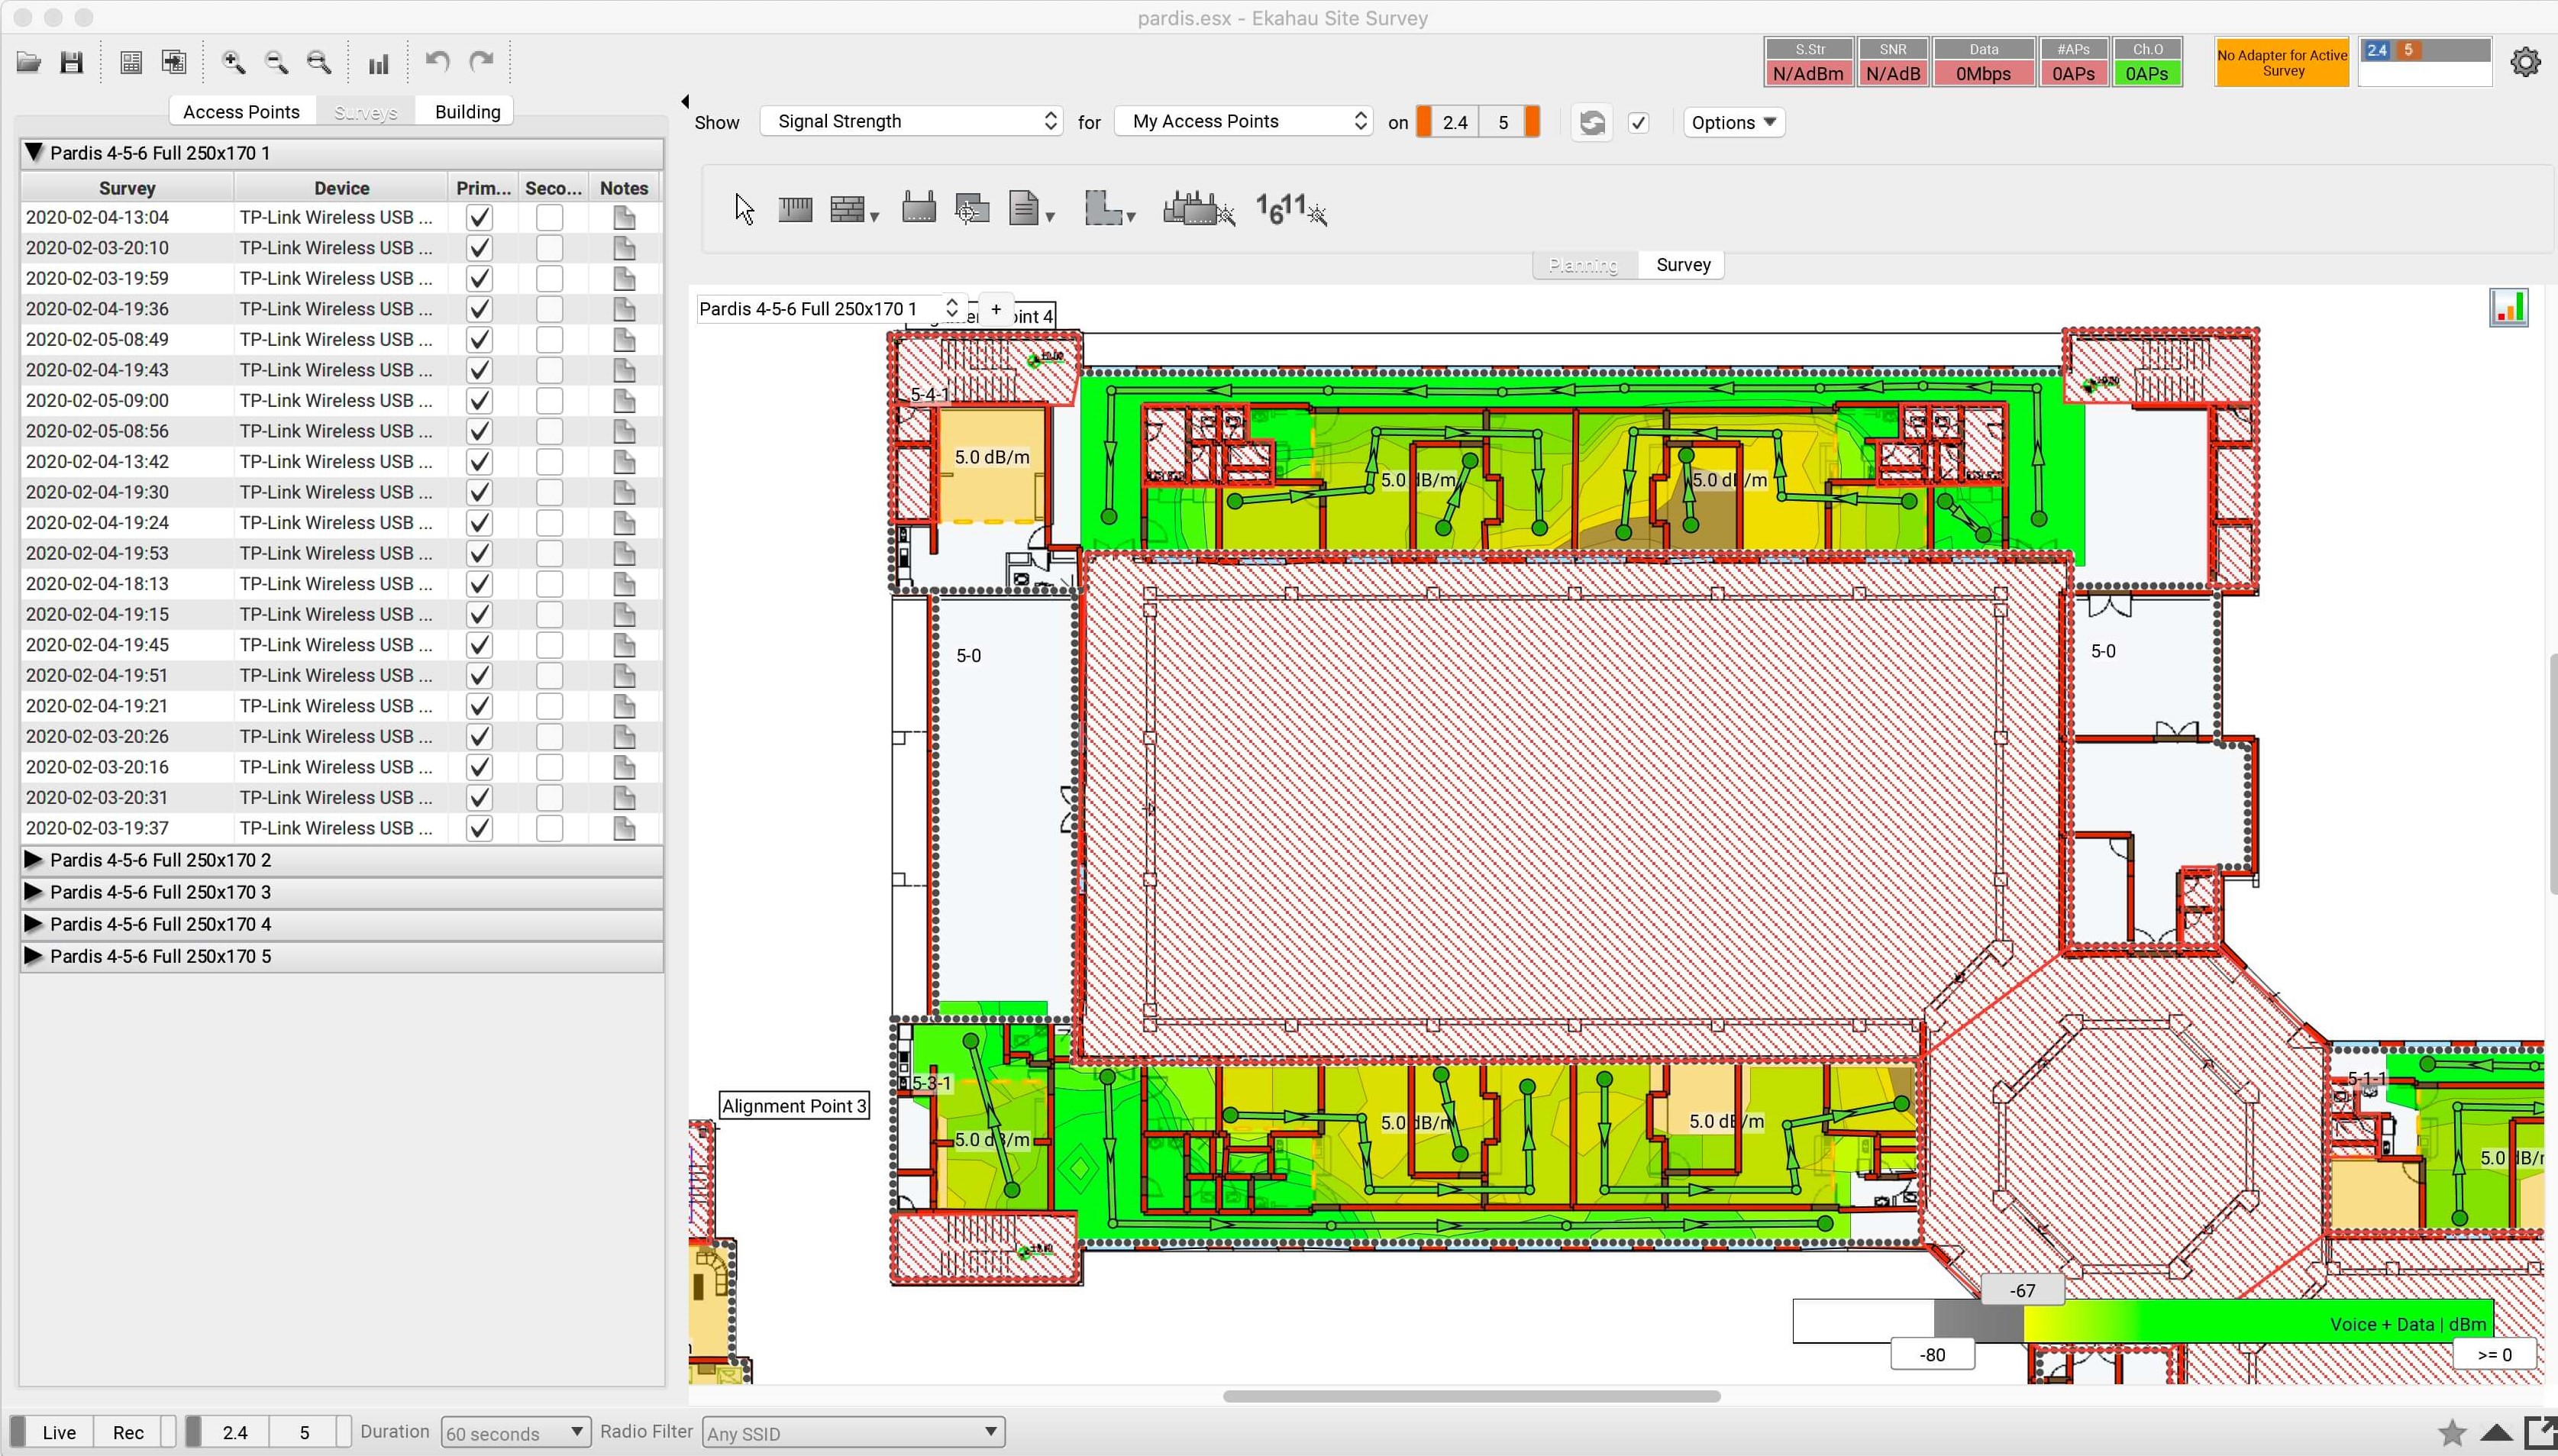 pardis.esx - Ekahau Site Survey
S.Str SNR Data #APs Ch.O
N/AdBm N/AdB 0Mbps 0APs 0APs
No Adapter for Active Survey
2.4 5
Access Points Surveys Building
Show Signal Strength for My Access Points on 2.4 5 Options
Pardis 4-5-6 Full 250x170 1
Survey Device Prim... Seco... Notes
2020-02-04-13:04 TP-Link Wireless USB ...
2020-02-03-20:10 TP-Link Wireless USB ...
2020-02-03-19:59 TP-Link Wireless USB ...
2020-02-04-19:36 TP-Link Wireless USB ...
2020-02-05-08:49 TP-Link Wireless USB ...
2020-02-04-19:43 TP-Link Wireless USB ...
2020-02-05-09:00 TP-Link Wireless USB ...
2020-02-05-08:56 TP-Link Wireless USB ...
2020-02-04-13:42 TP-Link Wireless USB ...
2020-02-04-19:30 TP-Link Wireless USB ...
2020-02-04-19:24 TP-Link Wireless USB ...
2020-02-04-19:53 TP-Link Wireless USB ...
2020-02-04-18:13 TP-Link Wireless USB ...
2020-02-04-19:15 TP-Link Wireless USB ...
2020-02-04-19:45 TP-Link Wireless USB ...
2020-02-04-19:51 TP-Link Wireless USB ...
2020-02-04-19:21 TP-Link Wireless USB ...
2020-02-03-20:26 TP-Link Wireless USB ...
2020-02-03-20:16 TP-Link Wireless USB ...
2020-02-03-20:31 TP-Link Wireless USB ...
2020-02-03-19:37 TP-Link Wireless USB ...
Pardis 4-5-6 Full 250x170 2
Pardis 4-5-6 Full 250x170 3
Pardis 4-5-6 Full 250x170 4
Pardis 4-5-6 Full 250x170 5
1 6 11
Planning Survey
Pardis 4-5-6 Full 250x170 1 + oint 4
5-4-1
5.0 dB/m
5.0 dB/m
5.0 dB/m
5-0
5-0
5-3-1
5-1-1
Alignment Point 3
5.0 dB/m
5.0 dB/m
5.0 dB/m
5.0 dB/r
-67
Voice + Data | dBm
-80 >= 0
Live Rec 2.4 5 Duration 60 seconds Radio Filter Any SSID